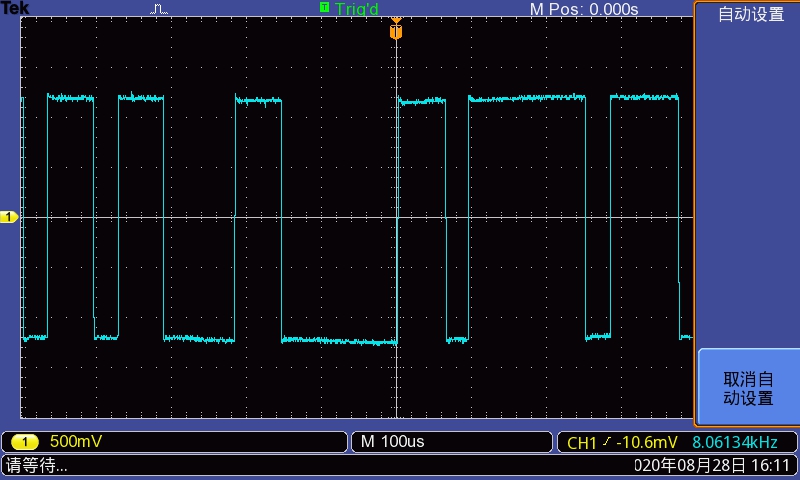 Tek T Trig'd M Pos: 0.000s
自动设置
T
1
取消自
动设置
1 500mV M 100us CH1 -10.6mV 8.06134kHz
请等待... 020年08月28日 16:11